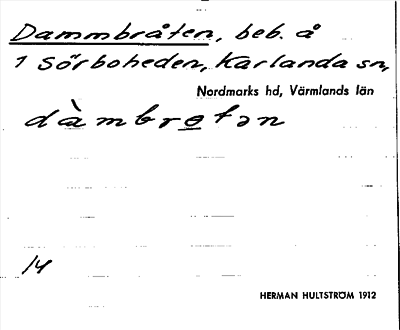 Dammbråten, beb. å
1 Sörboheden, Karlanda sn,
Nordmarks hd, Värmlands län
dàmbretən
14
HERMAN HULTSTRÖM 1912